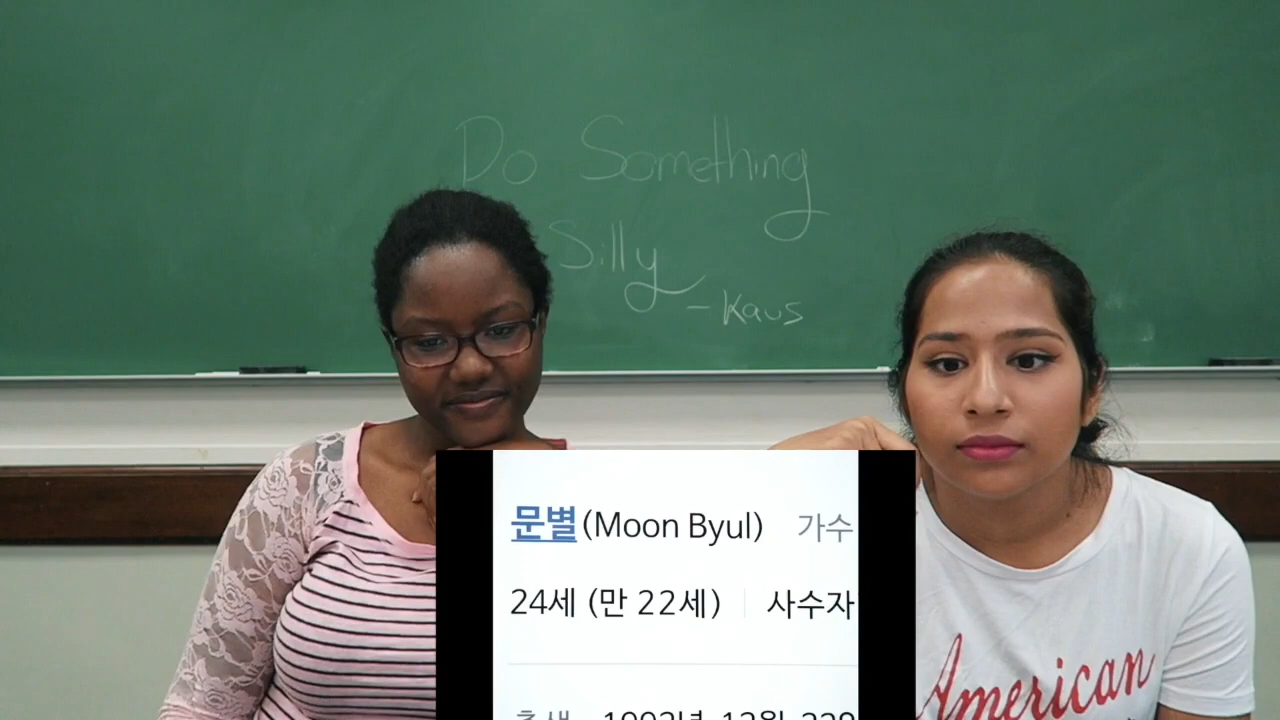 Do Something
Silly
- Kaus
문별(Moon Byul) 가수
24세 (만 22세) 사수자
American